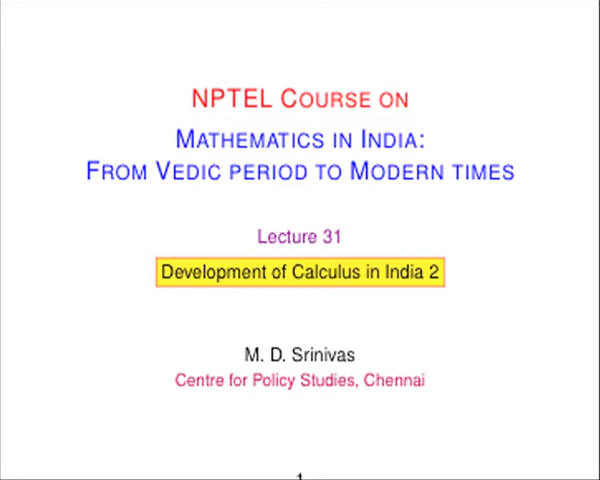 NPTEL COURSE ON
MATHEMATICS IN INDIA:
FROM VEDIC PERIOD TO MODERN TIMES
Lecture 31
Development of Calculus in India 2
M. D. Srinivas
Centre for Policy Studies, Chennai
1